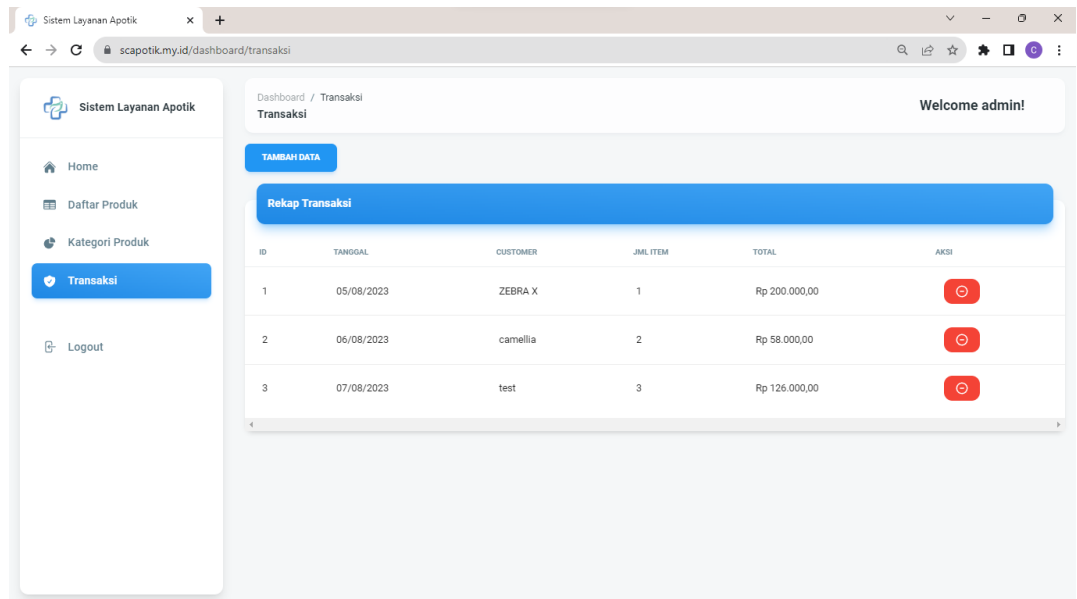 Sistem Layanan Apotik
scapotik.my.id/dashboard/transaksi
C
Sistem Layanan Apotik
Dashboard / Transaksi
Transaksi
Welcome admin!
Home
Daftar Produk
Kategori Produk
Transaksi
Logout
TAMBAH DATA
Rekap Transaksi
ID TANGGAL CUSTOMER JML ITEM TOTAL AKSI
1 05/08/2023 ZEBRA X 1 Rp 200.000,00
2 06/08/2023 camellia 2 Rp 58.000,00
3 07/08/2023 test 3 Rp 126.000,00